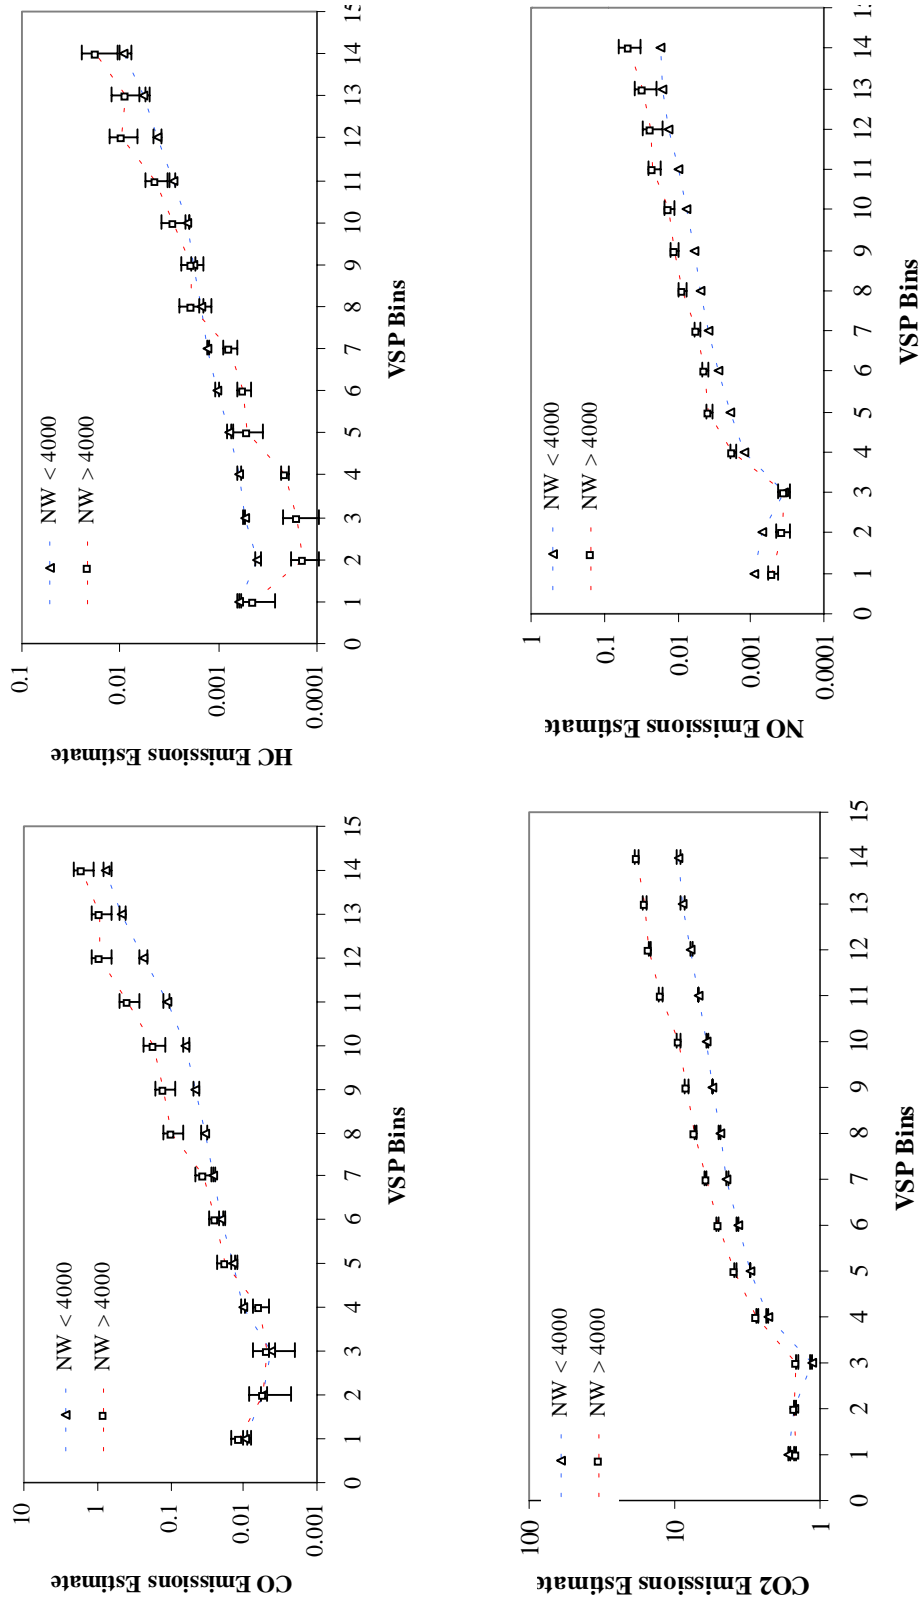 CO Emissions Estimate
10
1
0.1
0.01
0.001
NW < 4000
NW > 4000
0 1 2 3 4 5 6 7 8 9 10 11 12 13 14 15
VSP Bins
HC Emissions Estimate
0.1
0.01
0.001
0.0001
NW < 4000
NW > 4000
0 1 2 3 4 5 6 7 8 9 10 11 12 13 14 15
VSP Bins
CO2 Emissions Estimate
100
10
1
NW < 4000
NW > 4000
0 1 2 3 4 5 6 7 8 9 10 11 12 13 14 15
VSP Bins
NO Emissions Estimate
1
0.1
0.01
0.001
0.0001
NW < 4000
NW > 4000
0 1 2 3 4 5 6 7 8 9 10 11 12 13 14 15
VSP Bins